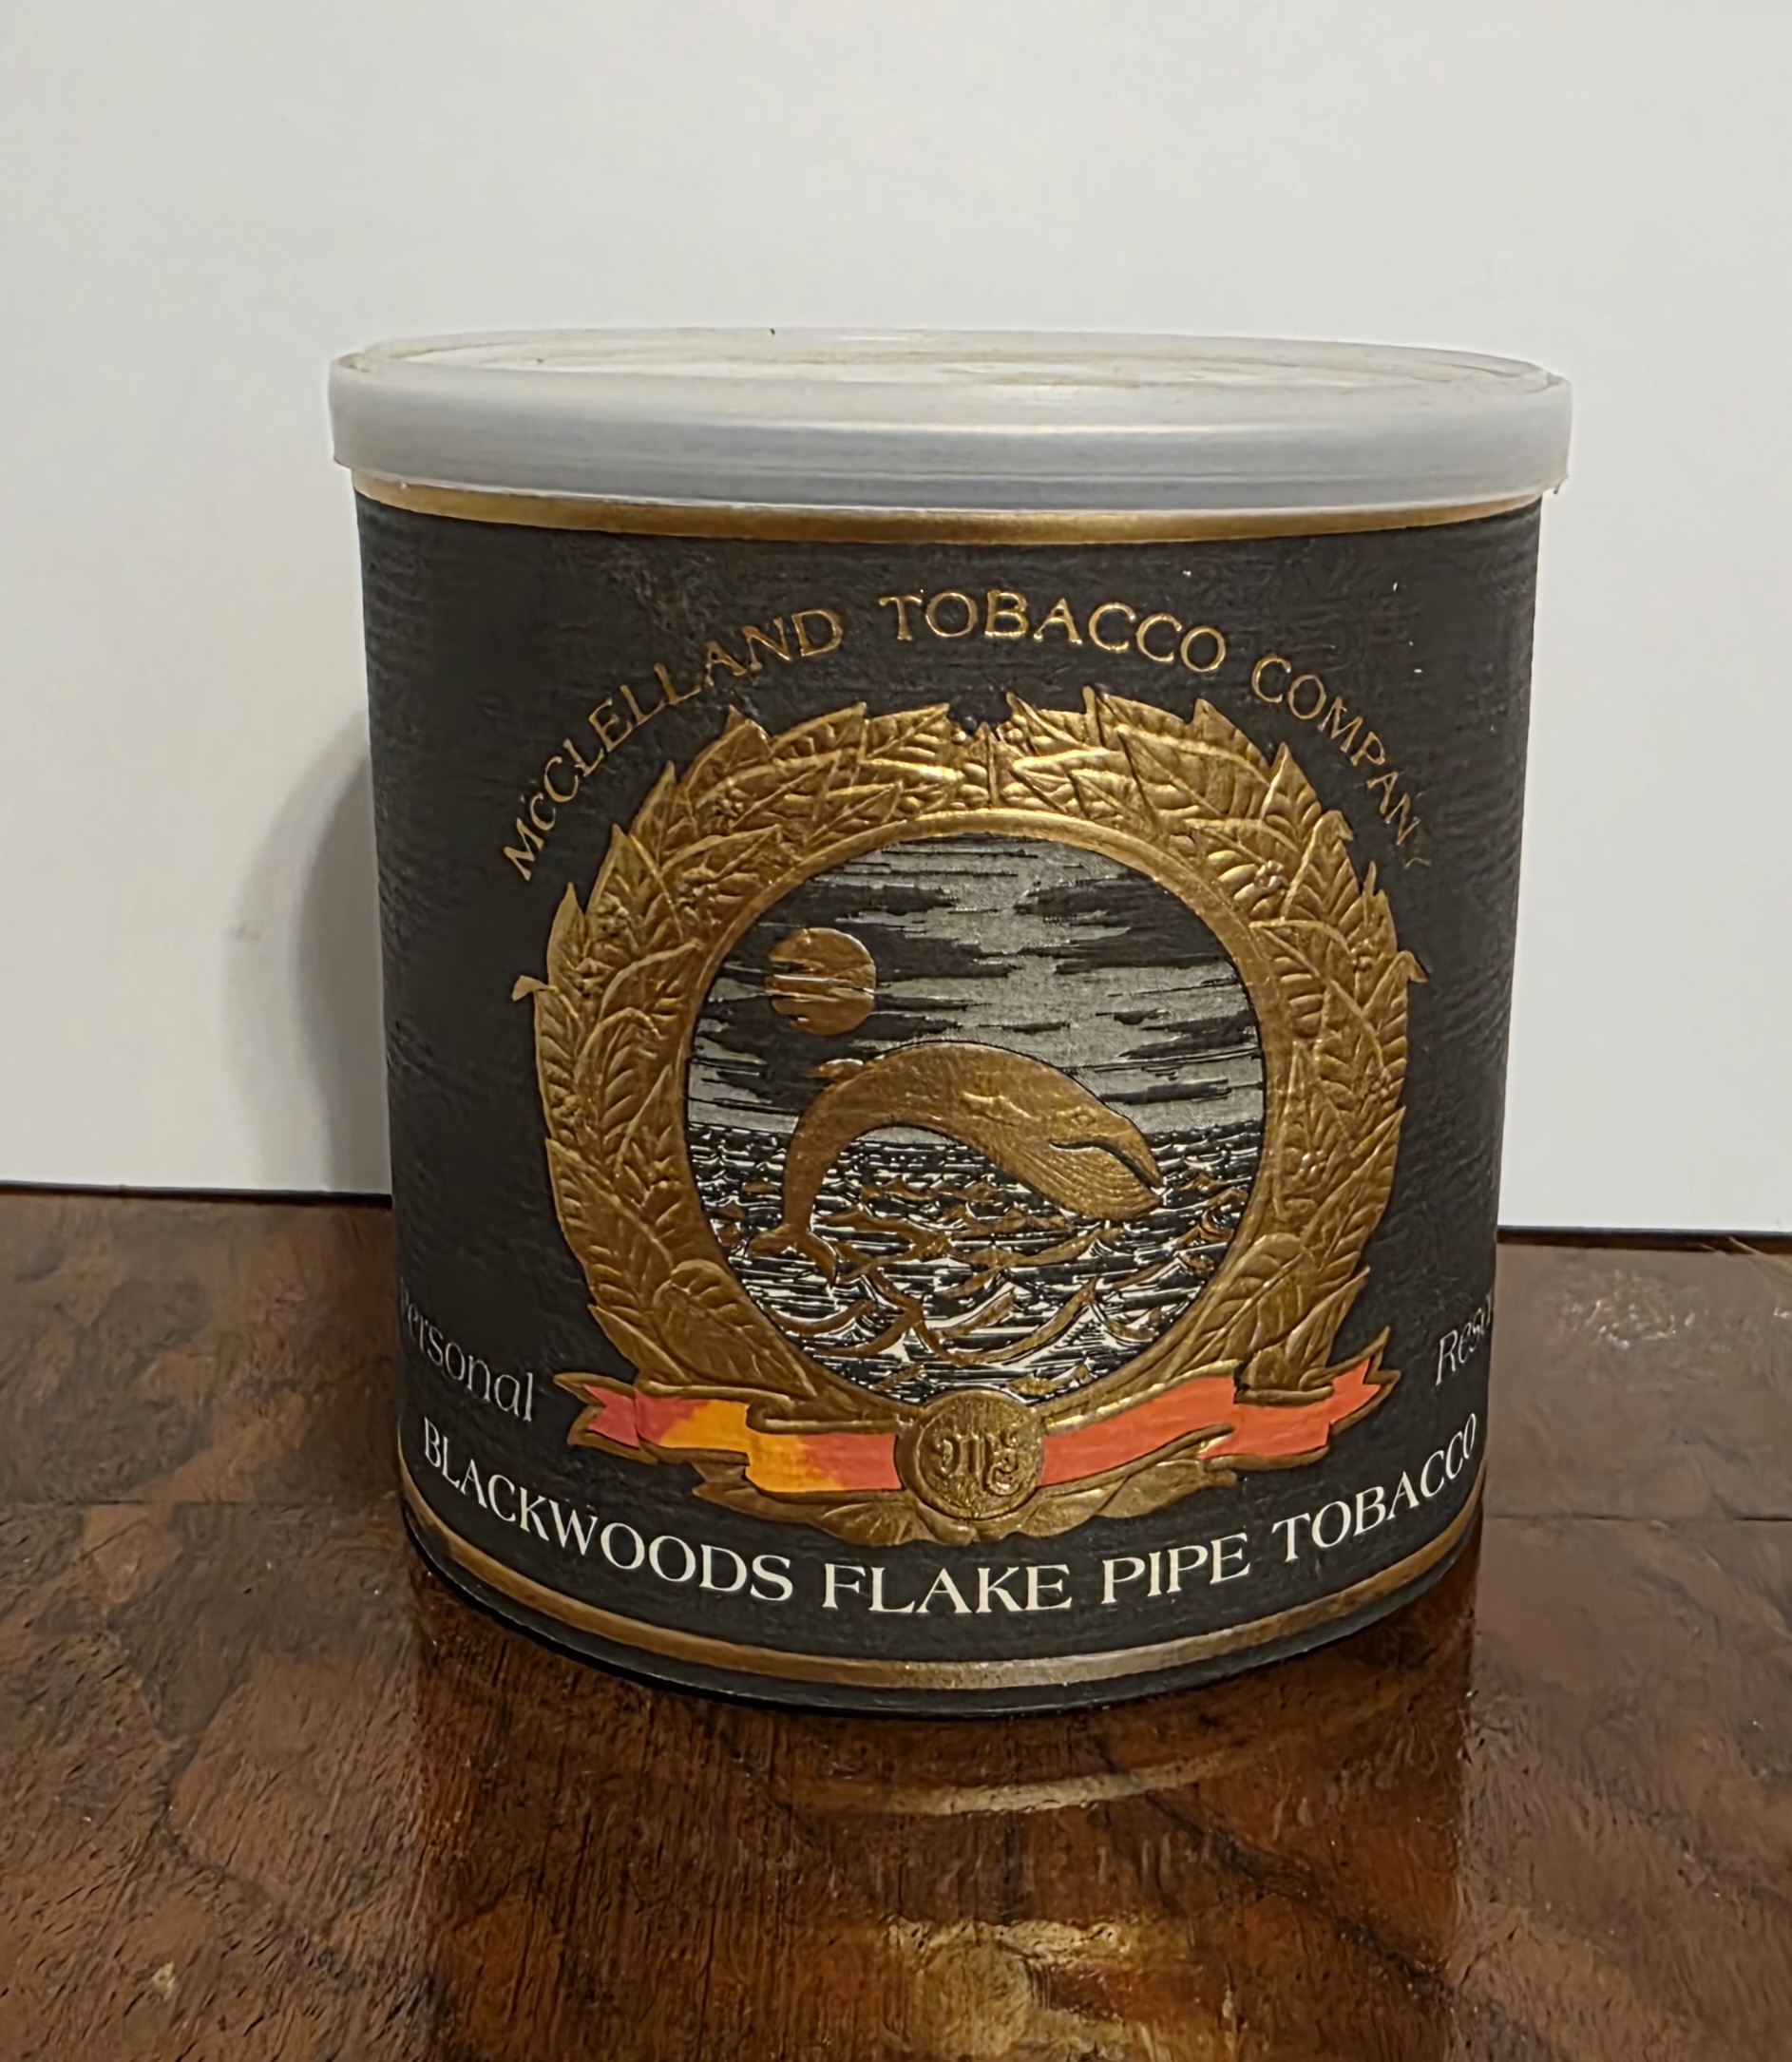 McCLELLAND TOBACCO COMPANY
Personal
BLACKWOODS FLAKE PIPE TOBACCO